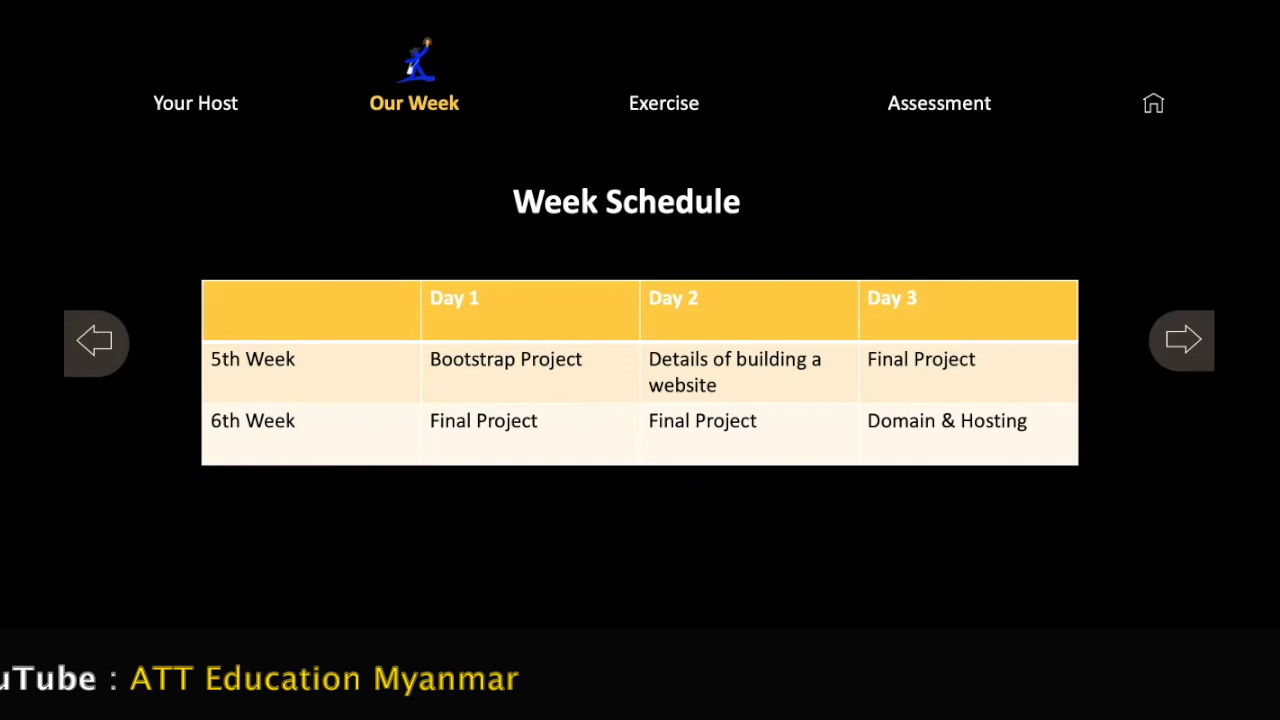 Your Host Our Week Exercise Assessment
Week Schedule
Day 1 Day 2 Day 3
5th Week Bootstrap Project Details of building a website Final Project
6th Week Final Project Final Project Domain & Hosting
uTube : ATT Education Myanmar